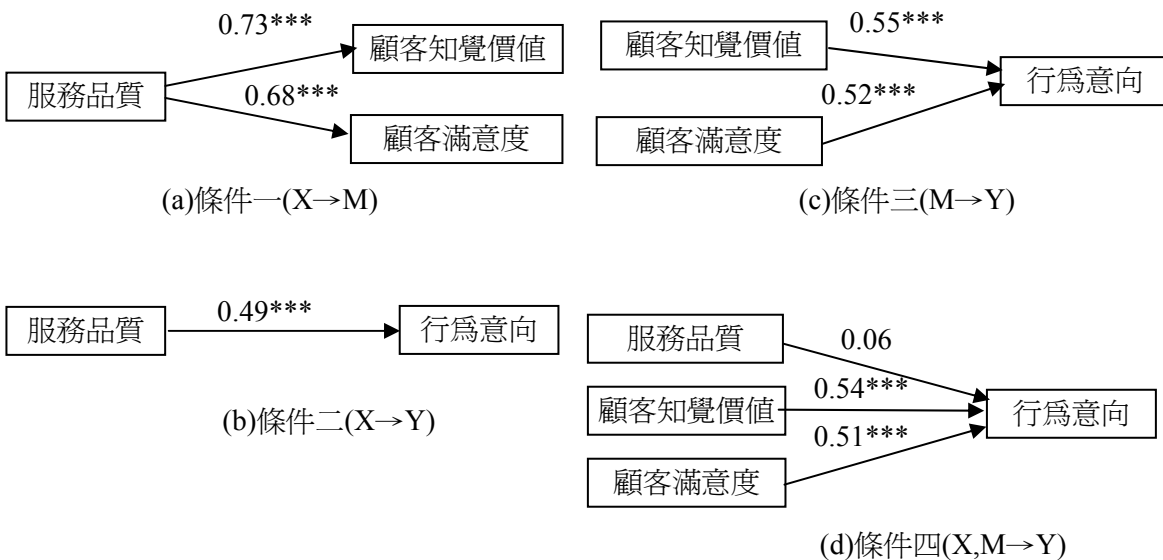 0.73***
顧客知覺價值
服務品質
0.68***
顧客滿意度
(a)條件一(X→M)
顧客知覺價值
0.55***
行爲意向
0.52***
顧客滿意度
(c)條件三(M→Y)
服務品質
0.49***
行爲意向
(b)條件二(X→Y)
服務品質
0.06
顧客知覺價值
0.54***
行爲意向
0.51***
顧客滿意度
(d)條件四(X,M→Y)